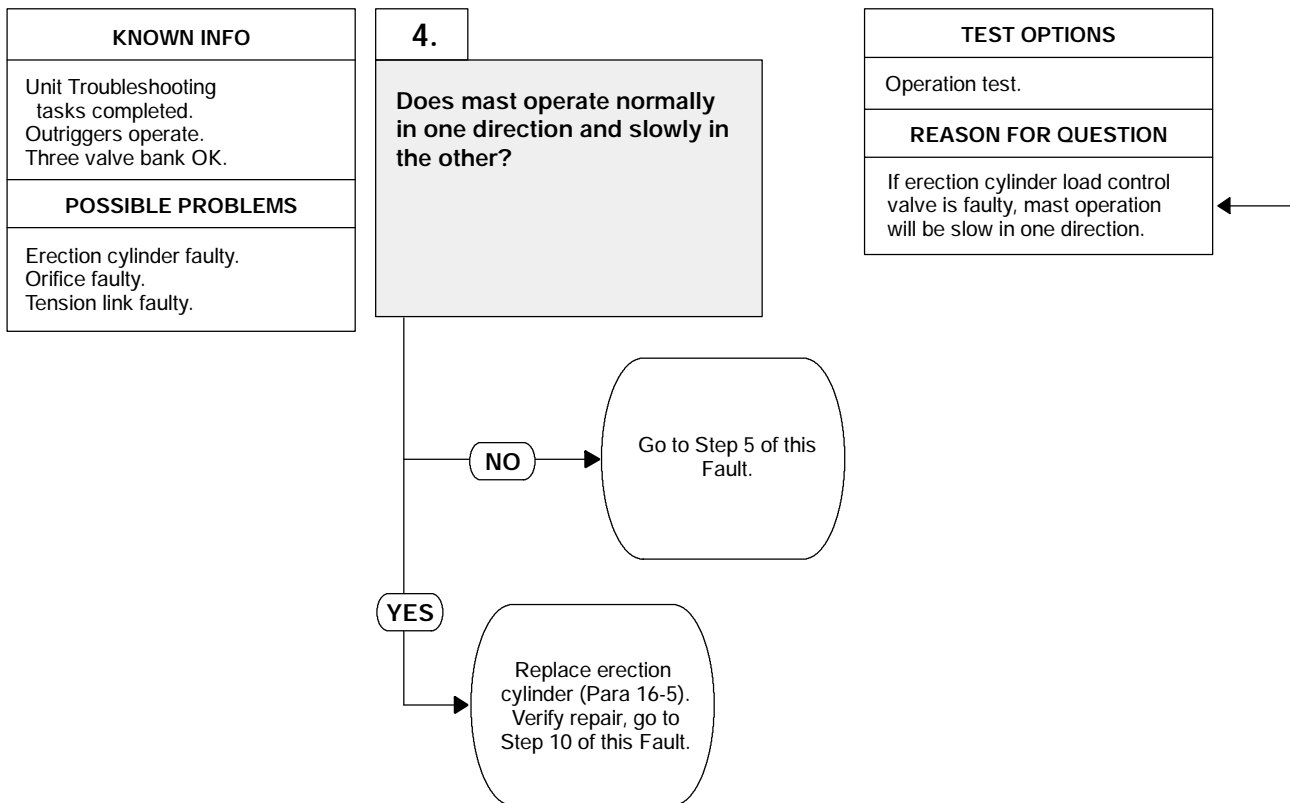 KNOWN INFO
Unit Troubleshooting
tasks completed.
Outriggers operate.
Three valve bank OK.
POSSIBLE PROBLEMS
Erection cylinder faulty.
Orifice faulty.
Tension link faulty.
4.
Does mast operate normally
in one direction and slowly in
the other?
TEST OPTIONS
Operation test.
REASON FOR QUESTION
If erection cylinder load control
valve is faulty, mast operation
will be slow in one direction.
NO
Go to Step 5 of this
Fault.
YES
Replace erection
cylinder (Para 16-5).
Verify repair, go to
Step 10 of this Fault.